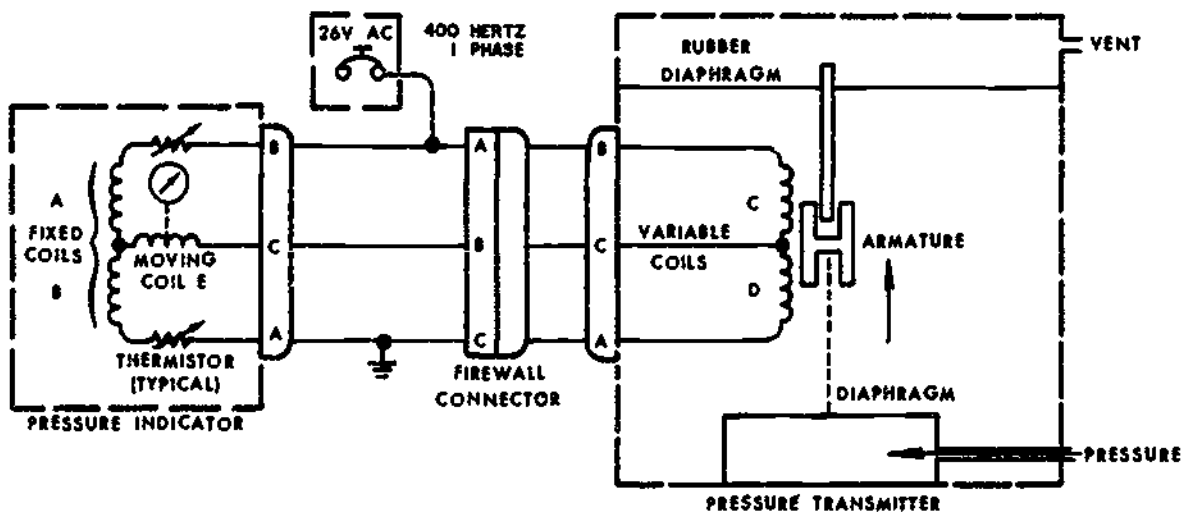 26V AC
400 HERTZ
1 PHASE
RUBBER
DIAPHRAGM
VENT
A
FIXED
COILS
B
MOVING
COIL E
THERMISTOR
(TYPICAL)
PRESSURE INDICATOR
B
C
A
A
B
C
FIREWALL
CONNECTOR
B
C
A
VARIABLE
COILS
C
D
ARMATURE
DIAPHRAGM
PRESSURE
PRESSURE TRANSMITTER